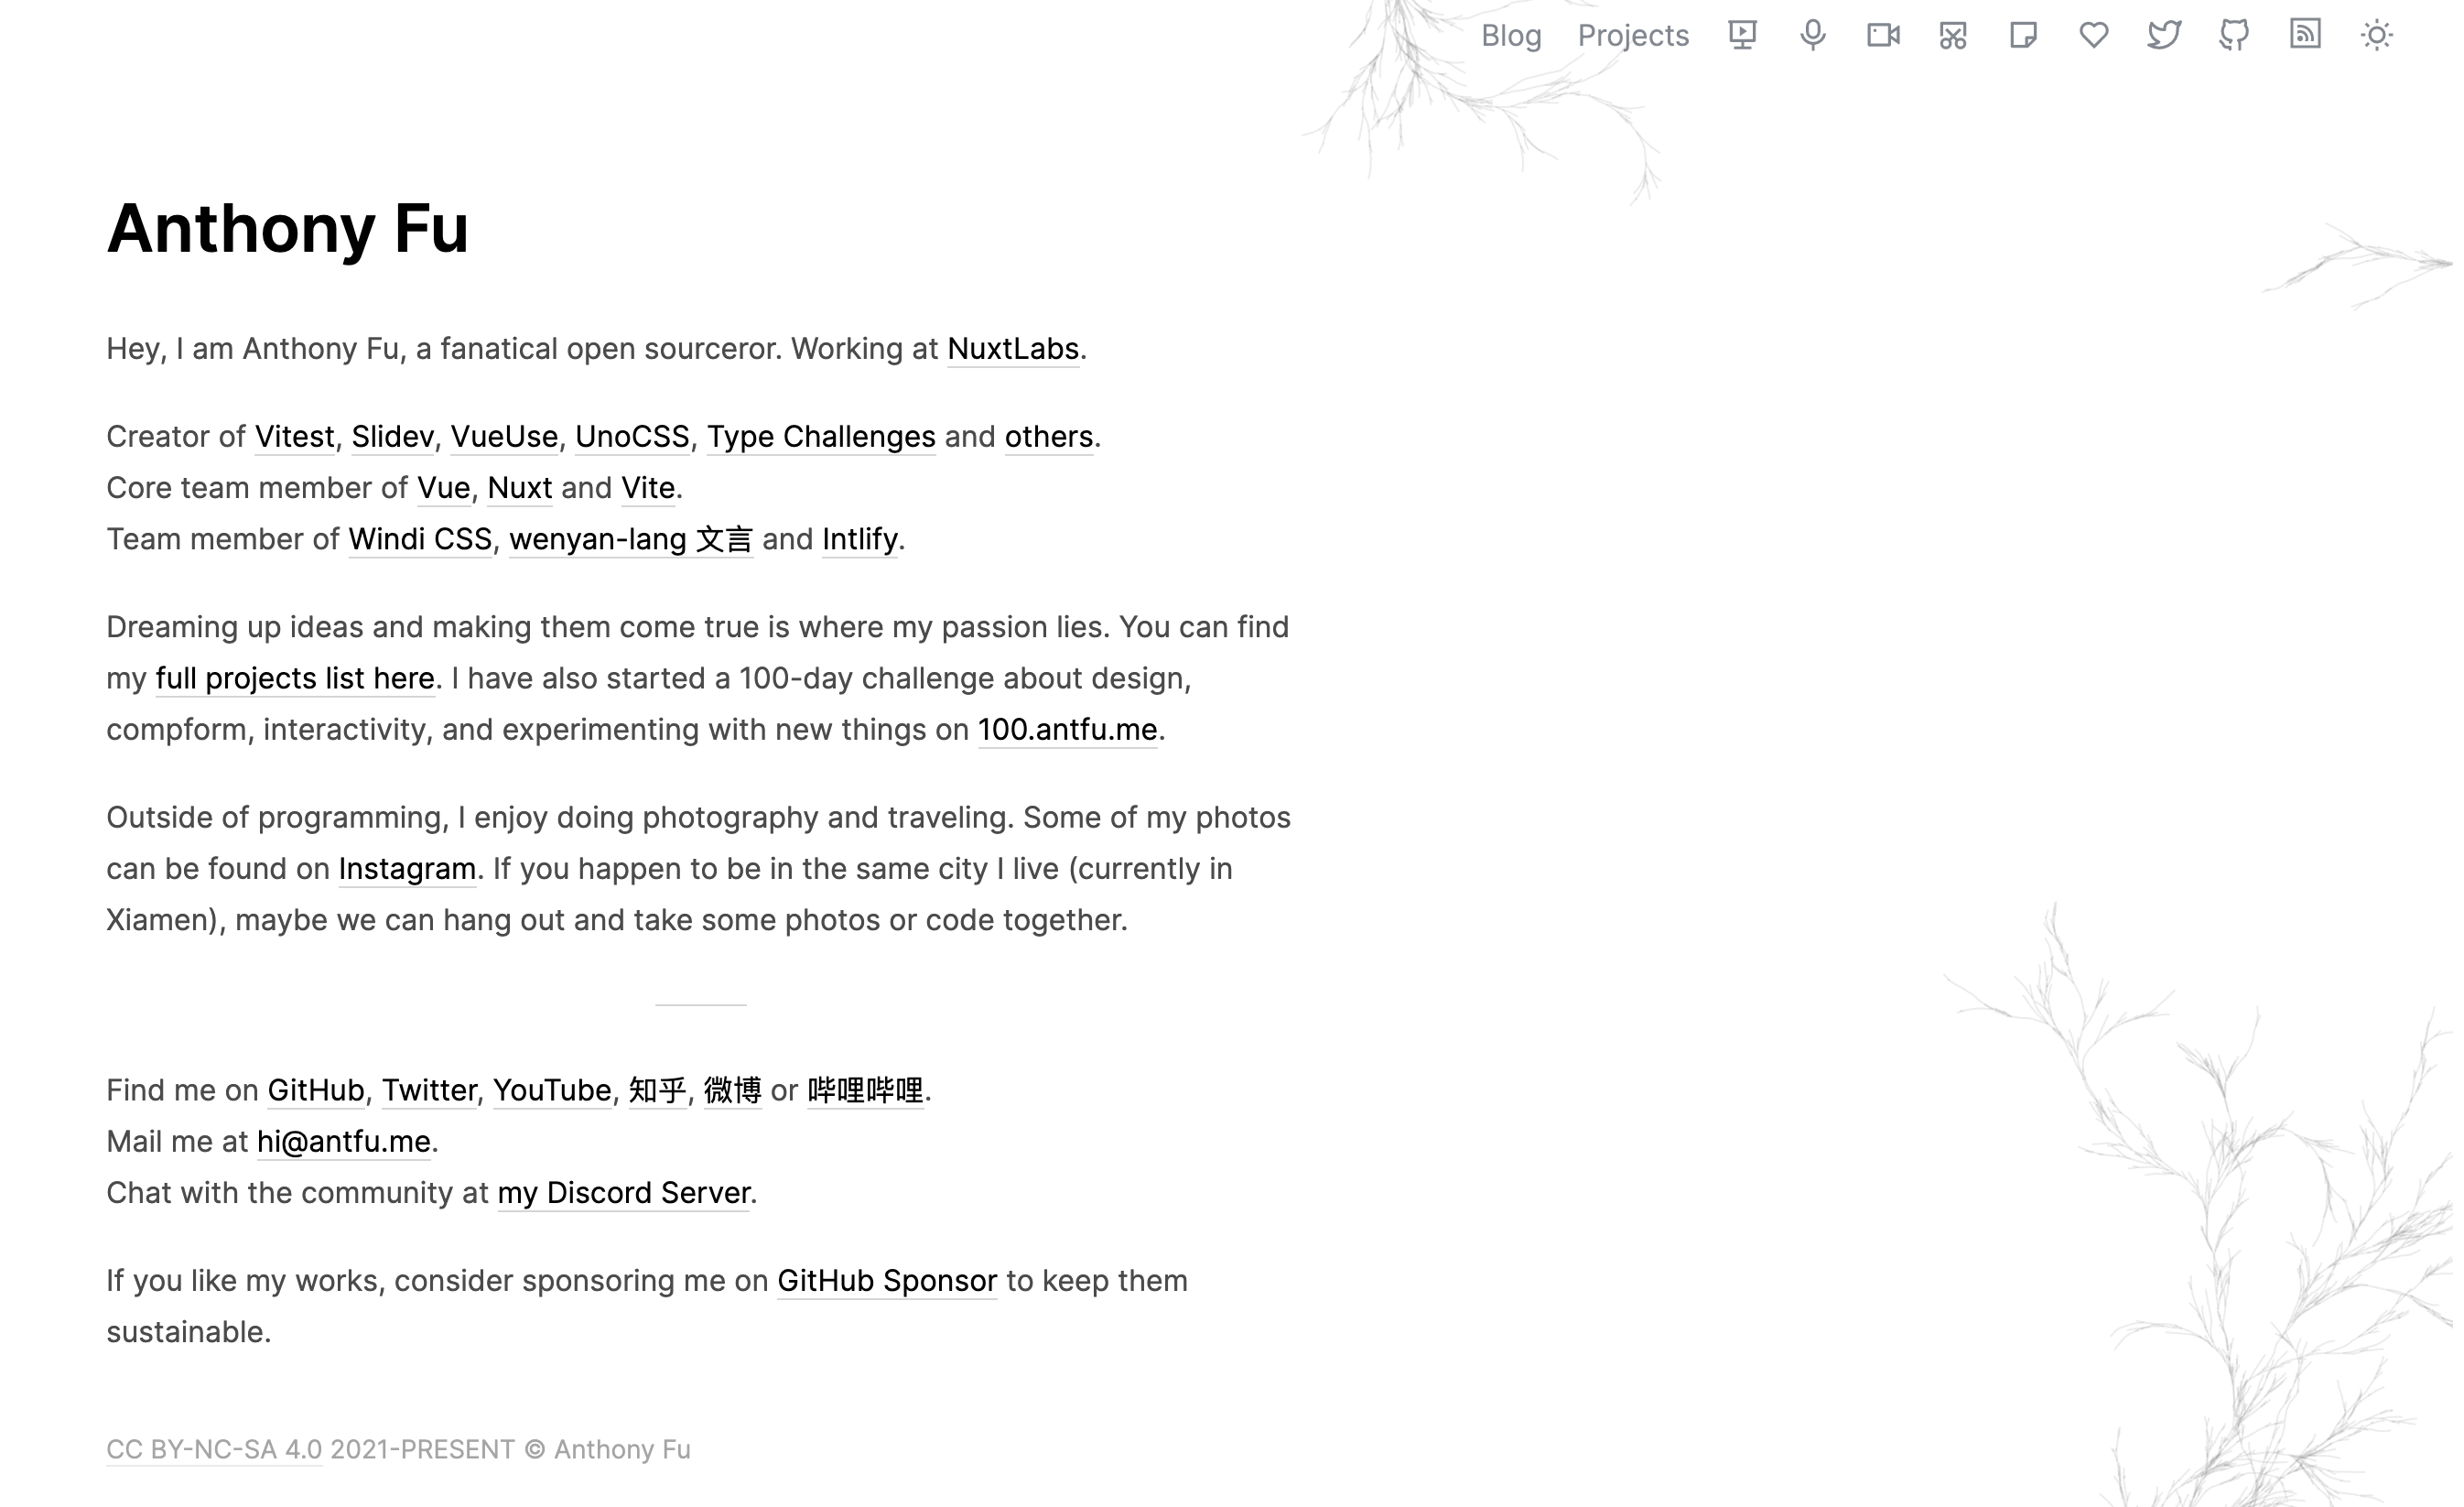 Blog Projects
Anthony Fu
Hey, I am Anthony Fu, a fanatical open sourceror. Working at NuxtLabs.
Creator of Vitest, Slidev, VueUse, UnoCSS, Type Challenges and others.
Core team member of Vue, Nuxt and Vite.
Team member of Windi CSS, wenyan-lang 文言 and Intlify.
Dreaming up ideas and making them come true is where my passion lies. You can find
my full projects list here. I have also started a 100-day challenge about design,
compform, interactivity, and experimenting with new things on 100.antfu.me.
Outside of programming, I enjoy doing photography and traveling. Some of my photos
can be found on Instagram. If you happen to be in the same city I live (currently in
Xiamen), maybe we can hang out and take some photos or code together.
Find me on GitHub, Twitter, YouTube, 知乎, 微博 or 哔哩哔哩.
Mail me at hi@antfu.me.
Chat with the community at my Discord Server.
If you like my works, consider sponsoring me on GitHub Sponsor to keep them
sustainable.
CC BY-NC-SA 4.0 2021-PRESENT © Anthony Fu